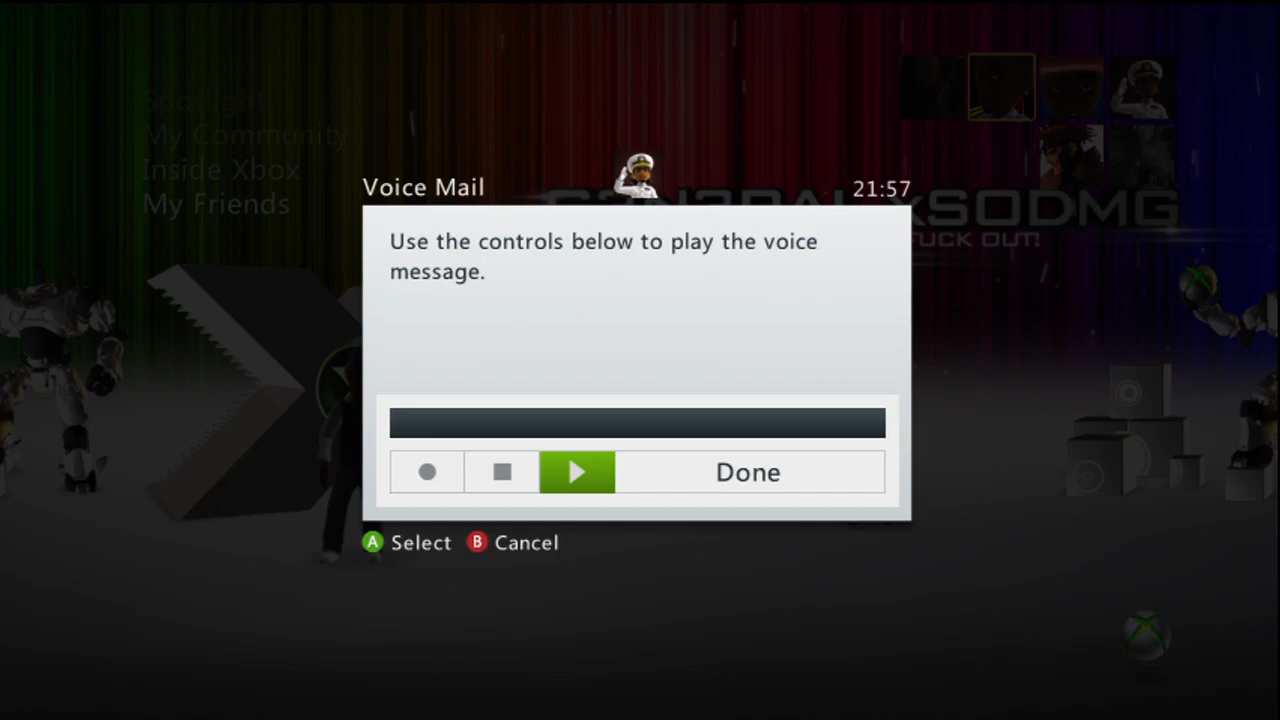 Spotlight
My Community
Inside Xbox
My Friends
Voice Mail
21:57
Use the controls below to play the voice
message.
Done
A Select B Cancel